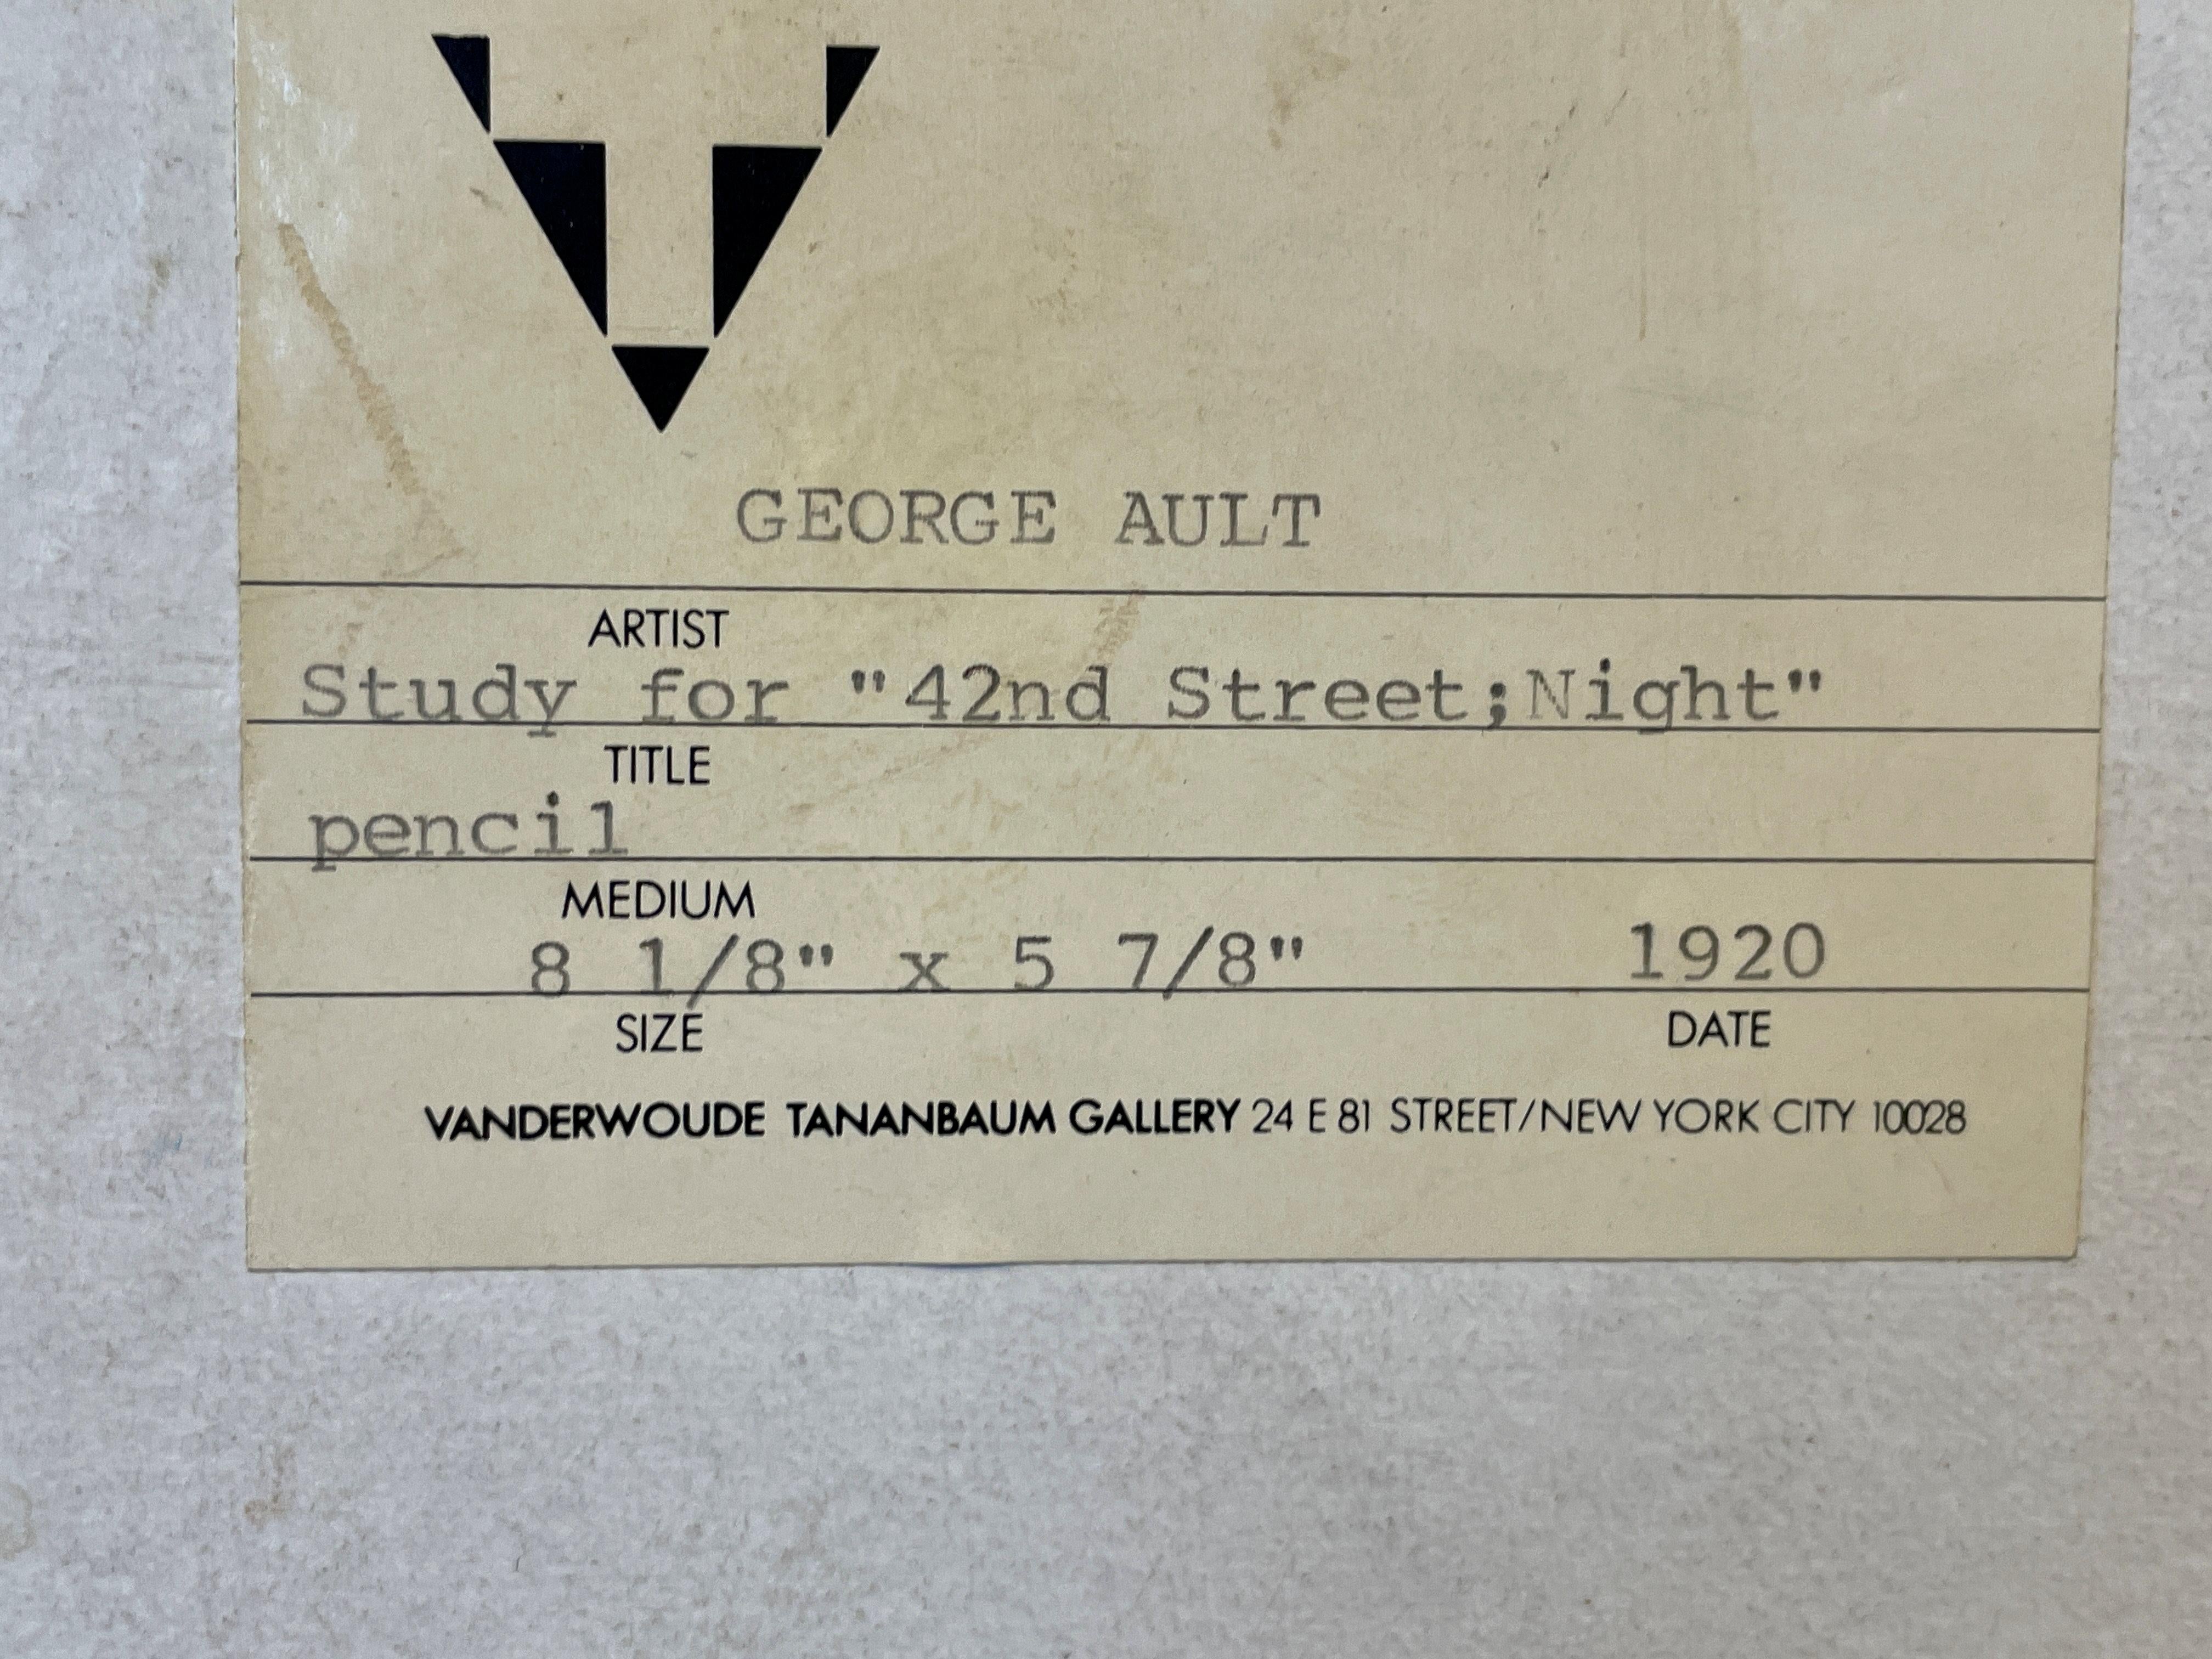 GEORGE AULT
ARTIST
Study for "42nd Street;Night"
TITLE
pencil
MEDIUM
8 1/8" x 5 7/8" 1920
SIZE DATE
VANDERWOUDE TANANBAUM GALLERY 24 E 81 STREET/NEW YORK CITY 10028